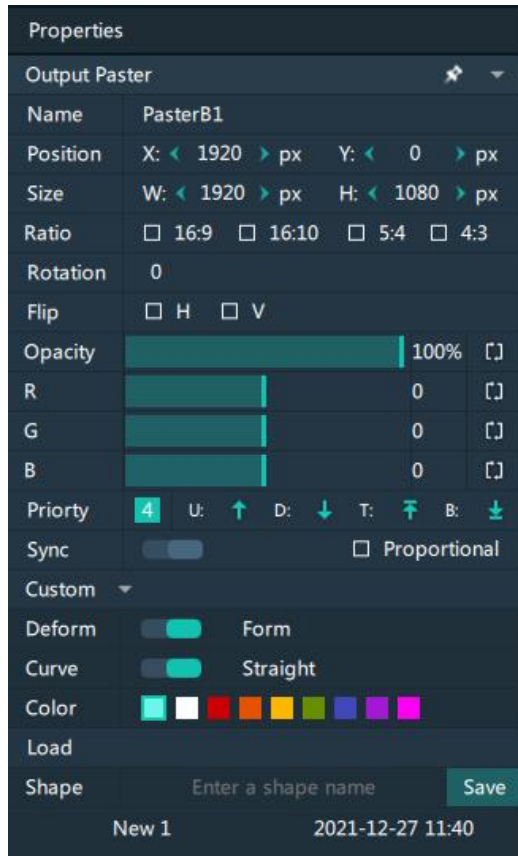 Properties
Output Paster
Name PasterB1
Position X: 1920 px Y: 0 px
Size W: 1920 px H: 1080 px
Ratio 16:9 16:10 5:4 4:3
Rotation 0
Flip H V
Opacity 100%
R 0
G 0
B 0
Priorty 4 U: D: T: B:
Sync Proportional
Custom
Deform Form
Curve Straight
Color
Load
Shape Enter a shape name Save
New 1 2021-12-27 11:40